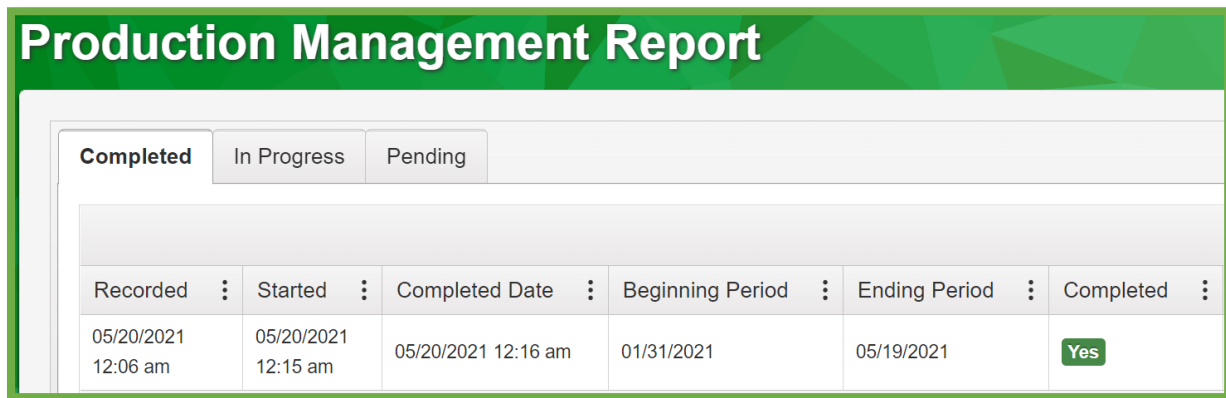 Production Management Report
Completed In Progress Pending
Recorded Started Completed Date Beginning Period Ending Period Completed
05/20/2021 05/20/2021
12:06 am 12:15 am 05/20/2021 12:16 am 01/31/2021 05/19/2021 Yes